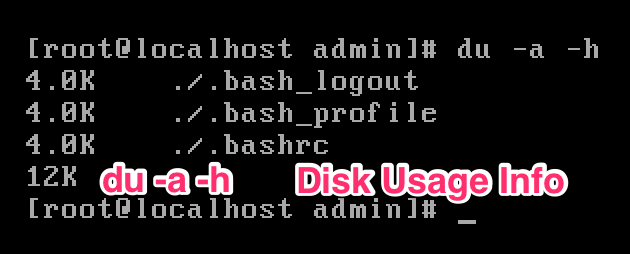 [root@localhost admin]# du -a -h
4.0K ./.bash_logout
4.0K ./.bash_profile
4.0K ./.bashrc
12K du -a -h Disk Usage Info
[root@localhost admin]# _